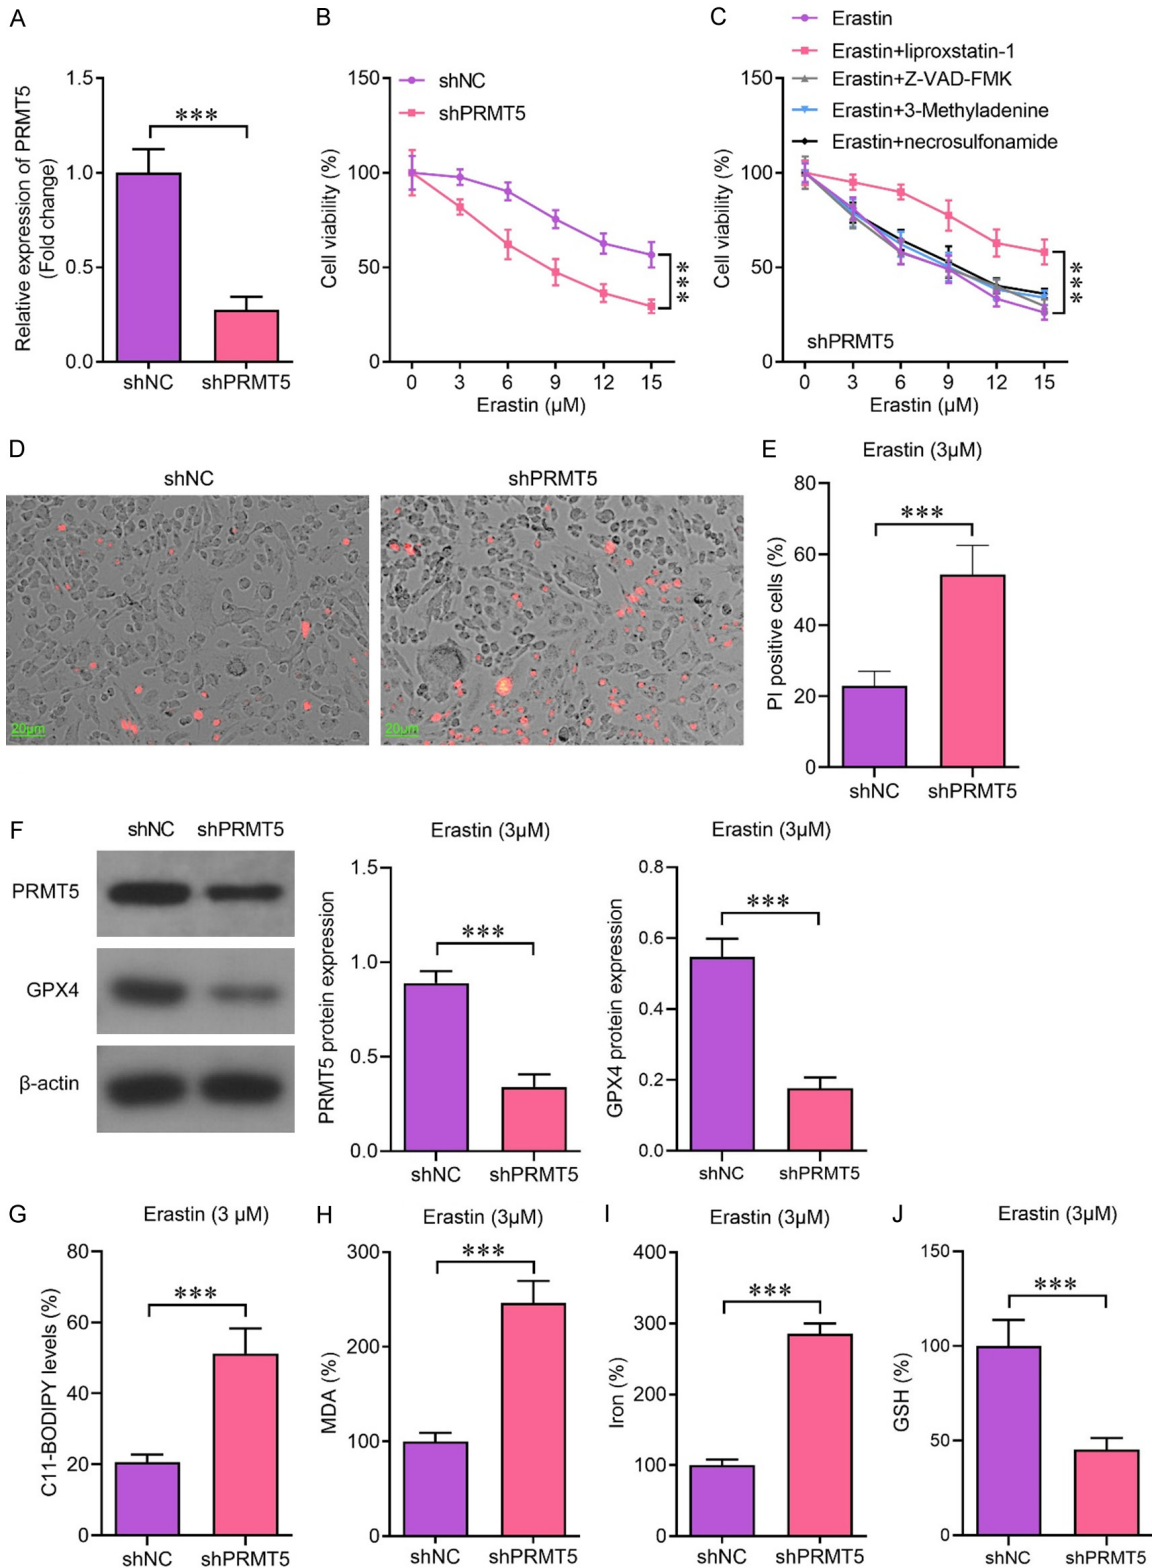 A
Relative expression of PRMT5
(Fold change)
1.5
1.0
0.5
0.0
***
shNC
shPRMT5
B
Cell viability (%)
150
100
50
0
shNC
shPRMT5
***
0 3 6 9 12 15
Erastin (μM)
C
Erastin
Erastin+liproxstatin-1
Erastin+Z-VAD-FMK
Erastin+3-Methyladenine
Erastin+necrosulfonamide
Cell viability (%)
150
100
50
0
***
shPRMT5
0 3 6 9 12 15
Erastin (μM)
D
shNC
shPRMT5
20μm
20μm
E
Erastin (3μM)
PI positive cells (%)
80
60
40
20
0
***
shNC
shPRMT5
F
shNC shPRMT5
PRMT5
GPX4
β-actin
Erastin (3μM)
PRMT5 protein expression
1.5
1.0
0.5
0.0
***
shNC
shPRMT5
Erastin (3μM)
GPX4 protein expression
0.8
0.6
0.4
0.2
0.0
***
shNC
shPRMT5
G
Erastin (3 μM)
C11-BODIPY levels (%)
80
60
40
20
0
***
shNC
shPRMT5
H
Erastin (3μM)
MDA (%)
300
200
100
0
***
shNC
shPRMT5
I
Erastin (3μM)
Iron (%)
400
300
200
100
0
***
shNC
shPRMT5
J
Erastin (3μM)
GSH (%)
150
100
50
0
***
shNC
shPRMT5